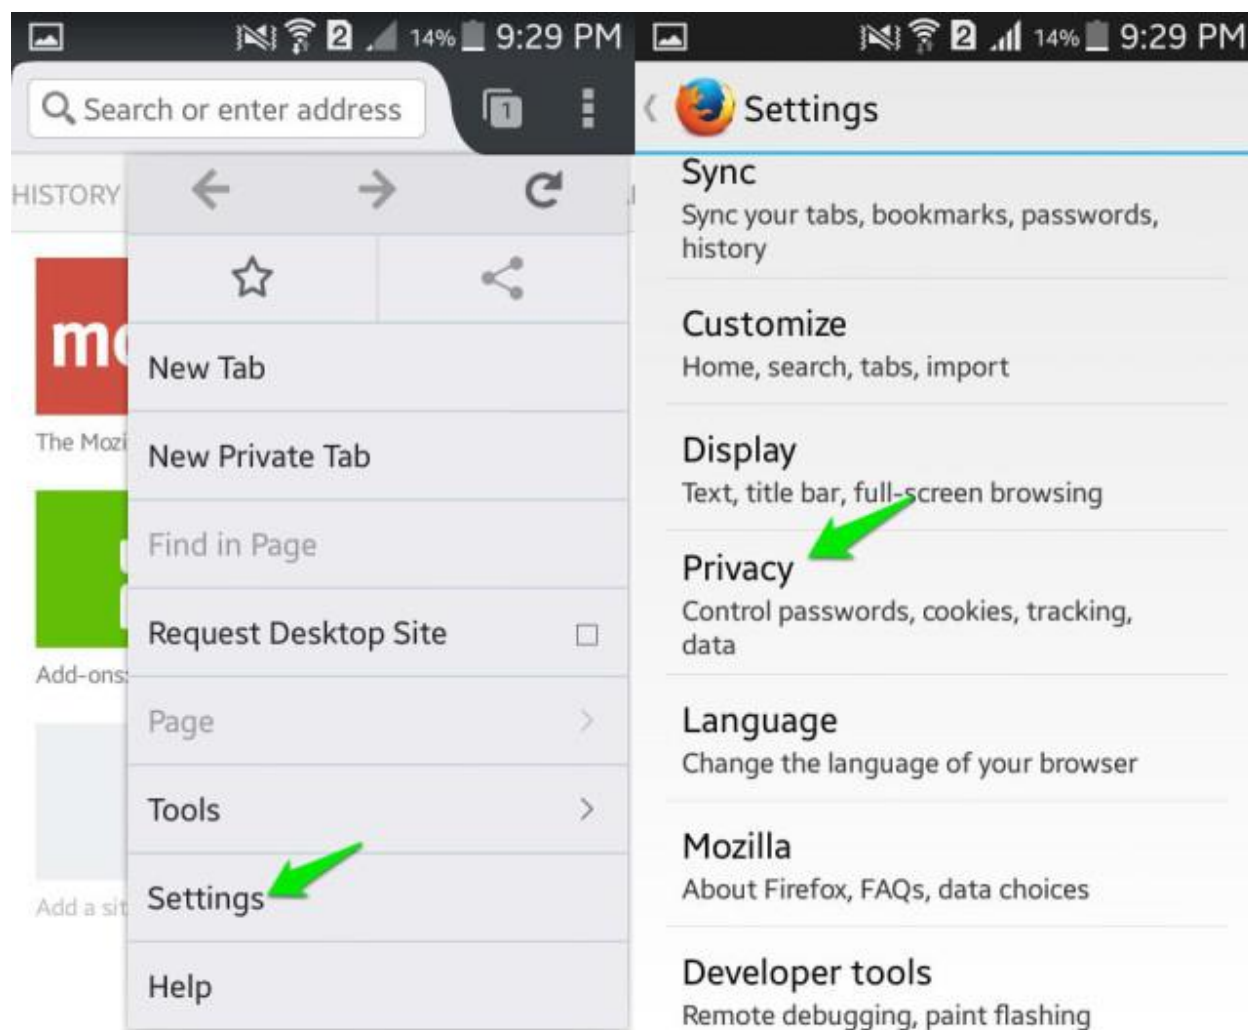 2 14% 9:29 PM
Search or enter address
1
HISTORY
The Mozi
New Tab
New Private Tab
Find in Page
Add-ons:
Request Desktop Site
Page
Tools
Add a sit
Settings
Help
2 14% 9:29 PM
Settings
Sync
Sync your tabs, bookmarks, passwords,
history
Customize
Home, search, tabs, import
Display
Text, title bar, full-screen browsing
Privacy
Control passwords, cookies, tracking,
data
Language
Change the language of your browser
Mozilla
About Firefox, FAQs, data choices
Developer tools
Remote debugging, paint flashing